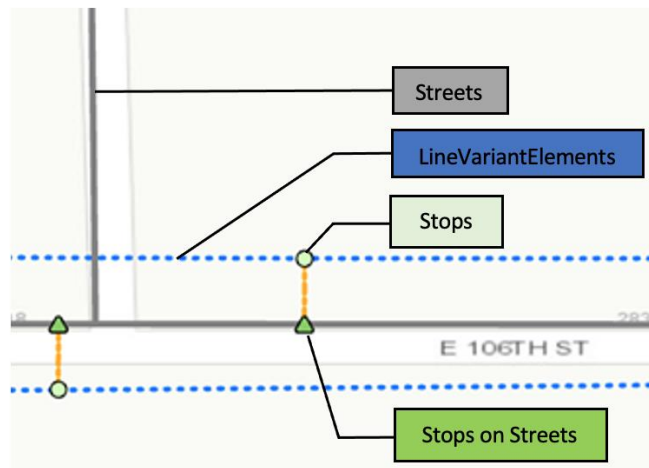 Streets
LineVariantElements
Stops
E 106TH ST
Stops on Streets